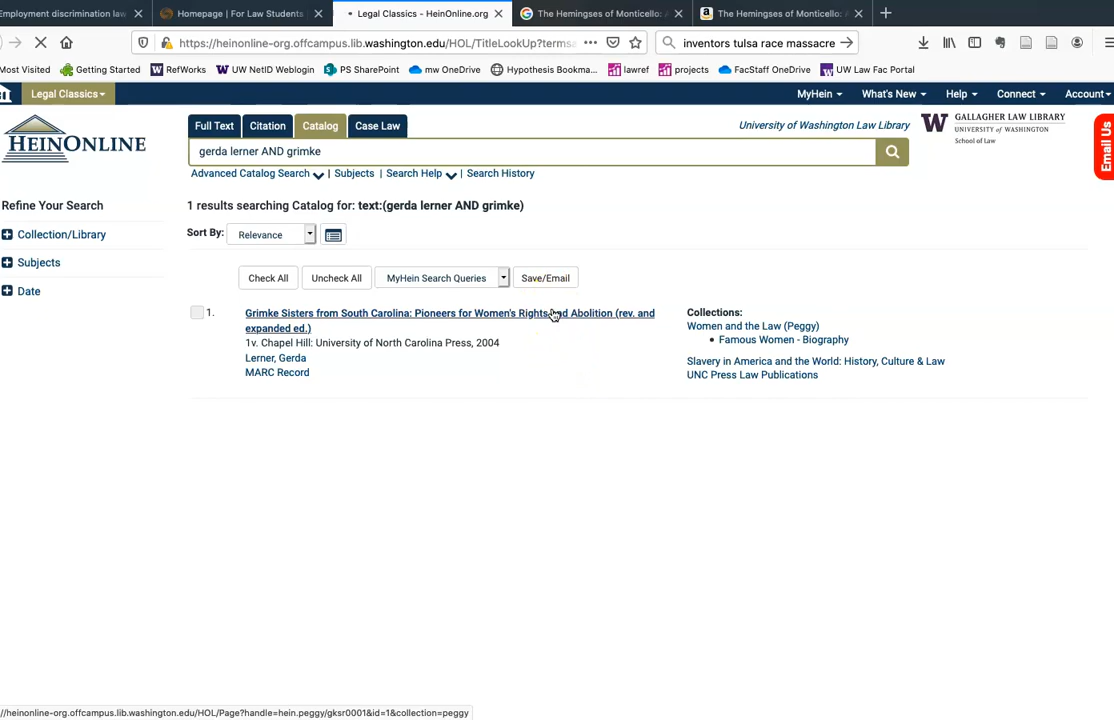 Employment discrimination law
Homepage | For Law Students
Legal Classics - HeinOnline.org
The Hemingses of Monticello:
The Hemingses of Monticello: A
https://heinonline-org.offcampus.lib.washington.edu/HOL/TitleLookUp?terms
inventors tulsa race massacre
Most Visited Getting Started RefWorks UW NetID Weblogin PS SharePoint mw OneDrive Hypothesis Bookma... lawref projects FacStaff OneDrive UW Law Fac Portal
Legal Classics MyHein What's New Help Connect Account
HEINONLINE
Full Text Citation Catalog Case Law
University of Washington Law Library
W GALLAGHER LAW LIBRARY
UNIVERSITY of WASHINGTON
School of Law
Email Us
gerda lerner AND grimke
Advanced Catalog Search | Subjects | Search Help | Search History
Refine Your Search
Collection/Library
Subjects
Date
1 results searching Catalog for: text:(gerda lerner AND grimke)
Sort By: Relevance
Check All Uncheck All MyHein Search Queries Save/Email
1. Grimke Sisters from South Carolina: Pioneers for Women's Rights and Abolition (rev. and
expanded ed.)
1v. Chapel Hill: University of North Carolina Press, 2004
Lerner, Gerda
MARC Record
Collections:
Women and the Law (Peggy)
• Famous Women - Biography
Slavery in America and the World: History, Culture & Law
UNC Press Law Publications
//heinonline-org.offcampus.lib.washington.edu/HOL/Page?handle=hein.peggy/gksr0001&id=1&collection=peggy